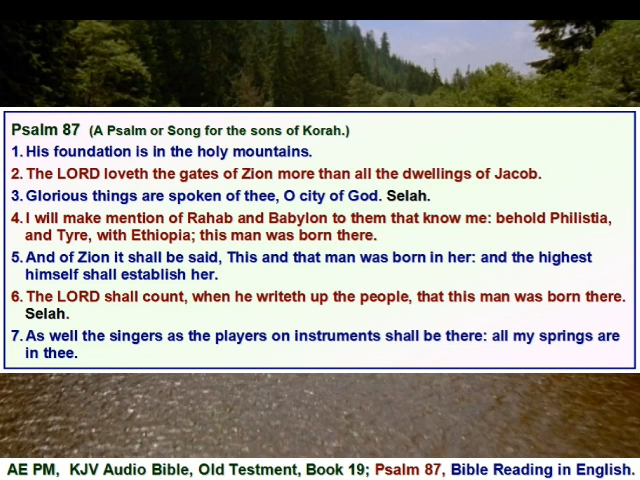 Psalm 87 (A Psalm or Song for the sons of Korah.)
1. His foundation is in the holy mountains.
2. The LORD loveth the gates of Zion more than all the dwellings of Jacob.
3. Glorious things are spoken of thee, O city of God. Selah.
4. I will make mention of Rahab and Babylon to them that know me: behold Philistia,
and Tyre, with Ethiopia; this man was born there.
5. And of Zion it shall be said, This and that man was born in her: and the highest
himself shall establish her.
6. The LORD shall count, when he writeth up the people, that this man was born there.
Selah.
7. As well the singers as the players on instruments shall be there: all my springs are
in thee.
AE PM, KJV Audio Bible, Old Testment, Book 19; Psalm 87, Bible Reading in English.